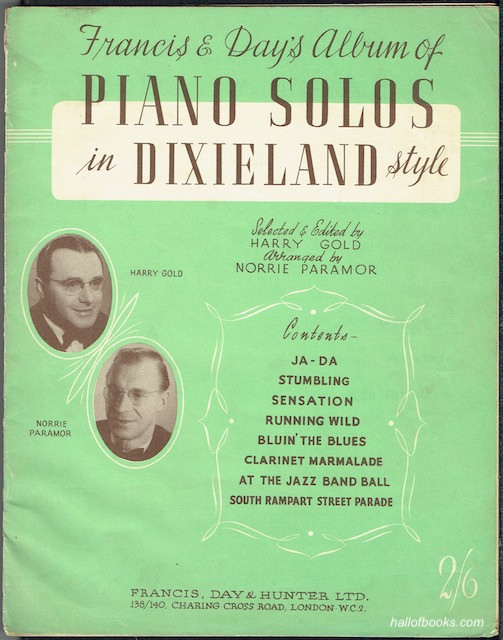 Francis & Day's Album of
PIANO SOLOS
in DIXIELAND style
Selected & Edited by
HARRY GOLD
Arranged by
NORRIE PARAMOR
HARRY GOLD
NORRIE
PARAMOR
Contents-
JA-DA
STUMBLING
SENSATION
RUNNING WILD
BLUIN' THE BLUES
CLARINET MARMALADE
AT THE JAZZ BAND BALL
SOUTH RAMPART STREET PARADE
2/6
FRANCIS, DAY & HUNTER LTD.
138/140, CHARING CROSS ROAD, LONDON·W·C·2.
hallofbooks.com